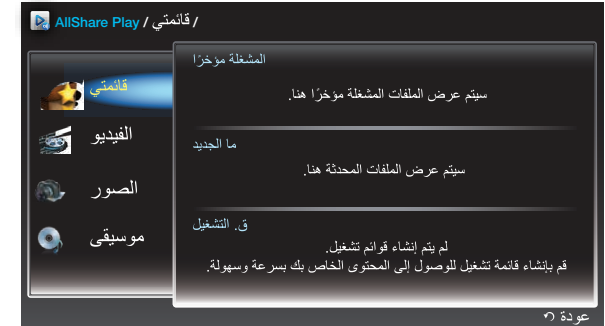 AllShare Play / قائمتي /
قائمتي
الفيديو
الصور
موسيقى
المشغلة مؤخرًا
سيتم عرض الملفات المشغلة مؤخرًا هنا.
ما الجديد
سيتم عرض الملفات المحدثة هنا.
ق. التشغيل
لم يتم إنشاء قوائم تشغيل.
قم بإنشاء قائمة تشغيل للوصول إلى المحتوى الخاص بك بسرعة وسهولة.
عودة